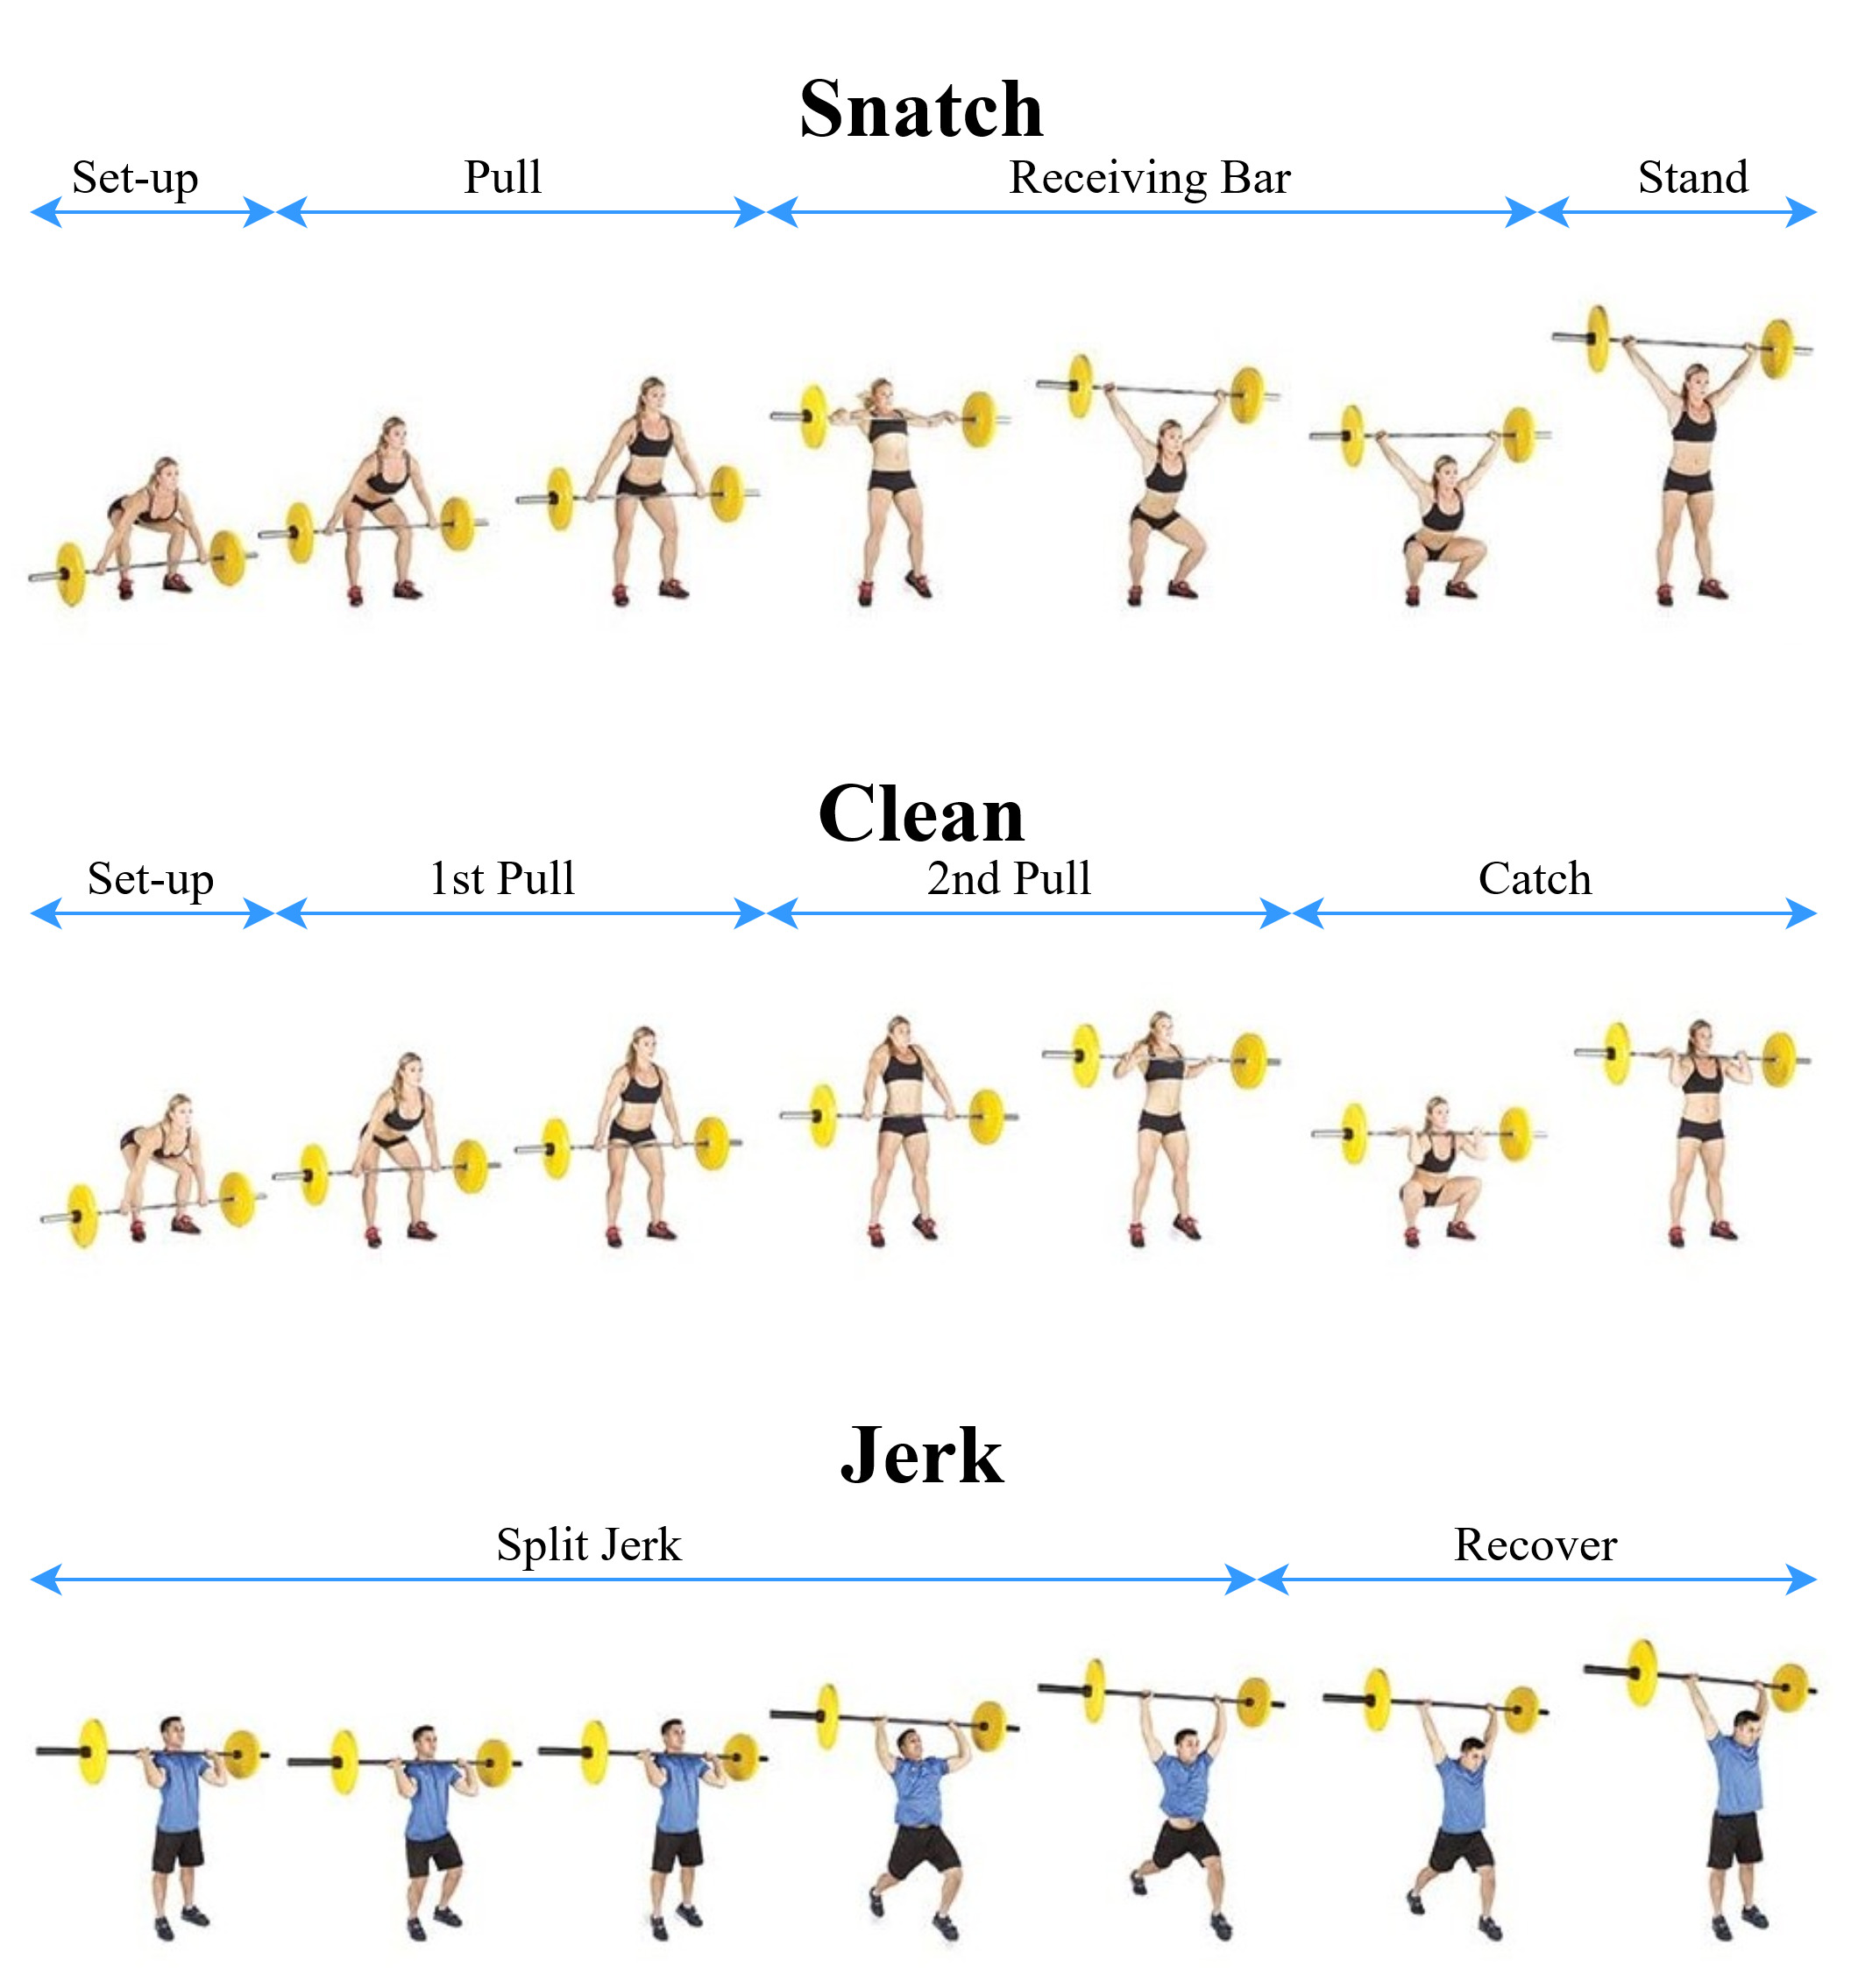 Snatch
Set-up Pull Receiving Bar Stand
Clean
Set-up 1st Pull 2nd Pull Catch
Jerk
Split Jerk Recover